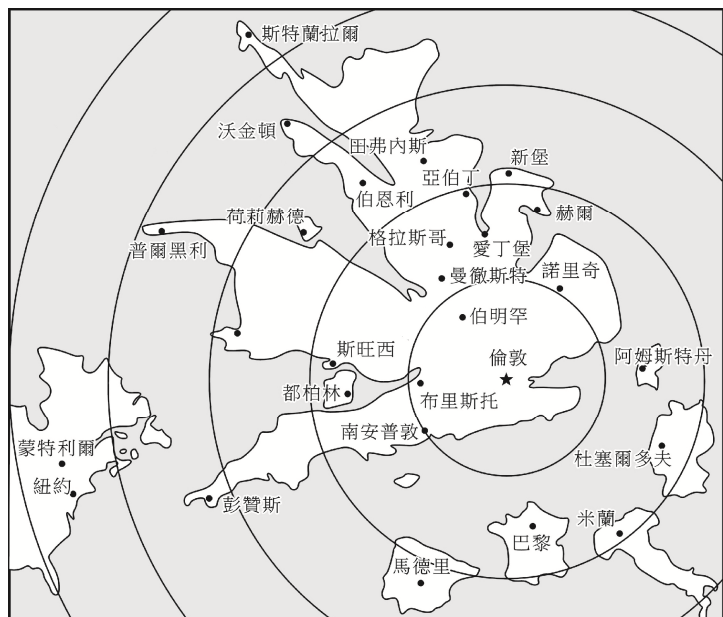 斯特蘭拉爾
沃金頓
田弗內斯
新堡
亞伯丁
伯恩利
赫爾
荷莉赫德
格拉斯哥
愛丁堡
普爾黑利
曼徹斯特
諾里奇
伯明罕
斯旺西
倫敦
阿姆斯特丹
都柏林
布里斯托
南安普敦
蒙特利爾
杜塞爾多夫
紐約
彭贊斯
米蘭
巴黎
馬德里